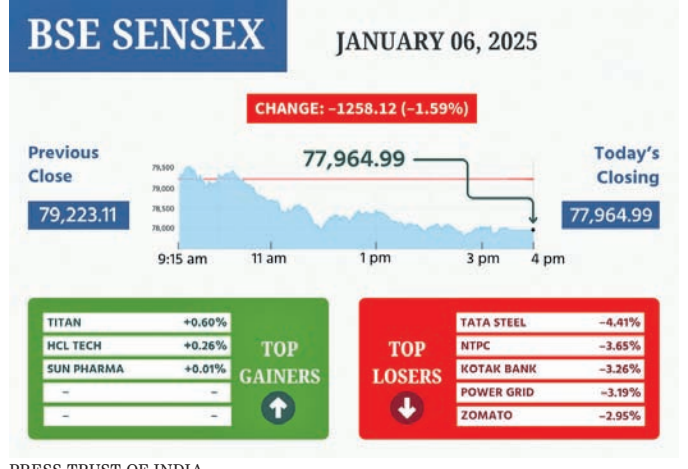 BSE SENSEX
JANUARY 06, 2025
CHANGE: –1258.12 (–1.59%)
Previous
Close
79,223.11
77,964.99
Today's
Closing
77,964.99
79,500
79,000
78,500
78,000
9:15 am 11 am 1 pm 3 pm 4 pm
TITAN +0.60%
HCL TECH +0.26%
SUN PHARMA +0.01%
– –
– –
TOP
GAINERS
TOP
LOSERS
TATA STEEL –4.41%
NTPC –3.65%
KOTAK BANK –3.26%
POWER GRID –3.19%
ZOMATO –2.95%
PRESS TRUST OF INDIA